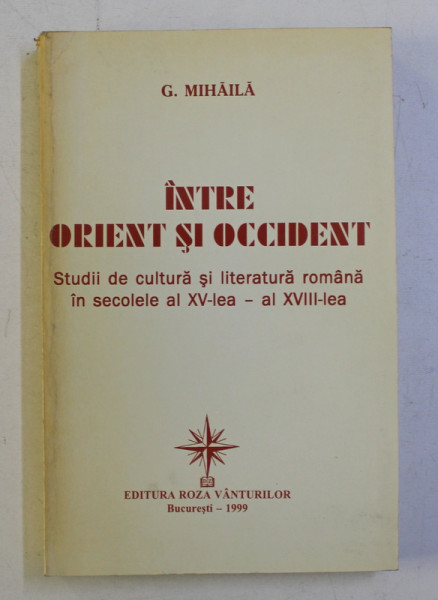 G. MIHĂILĂ
ÎNTRE
ORIENT ŞI OCCIDENT
Studii de cultură şi literatură română
în secolele al XV-lea – al XVIII-lea
EDITURA ROZA VÂNTURILOR
Bucureşti – 1999